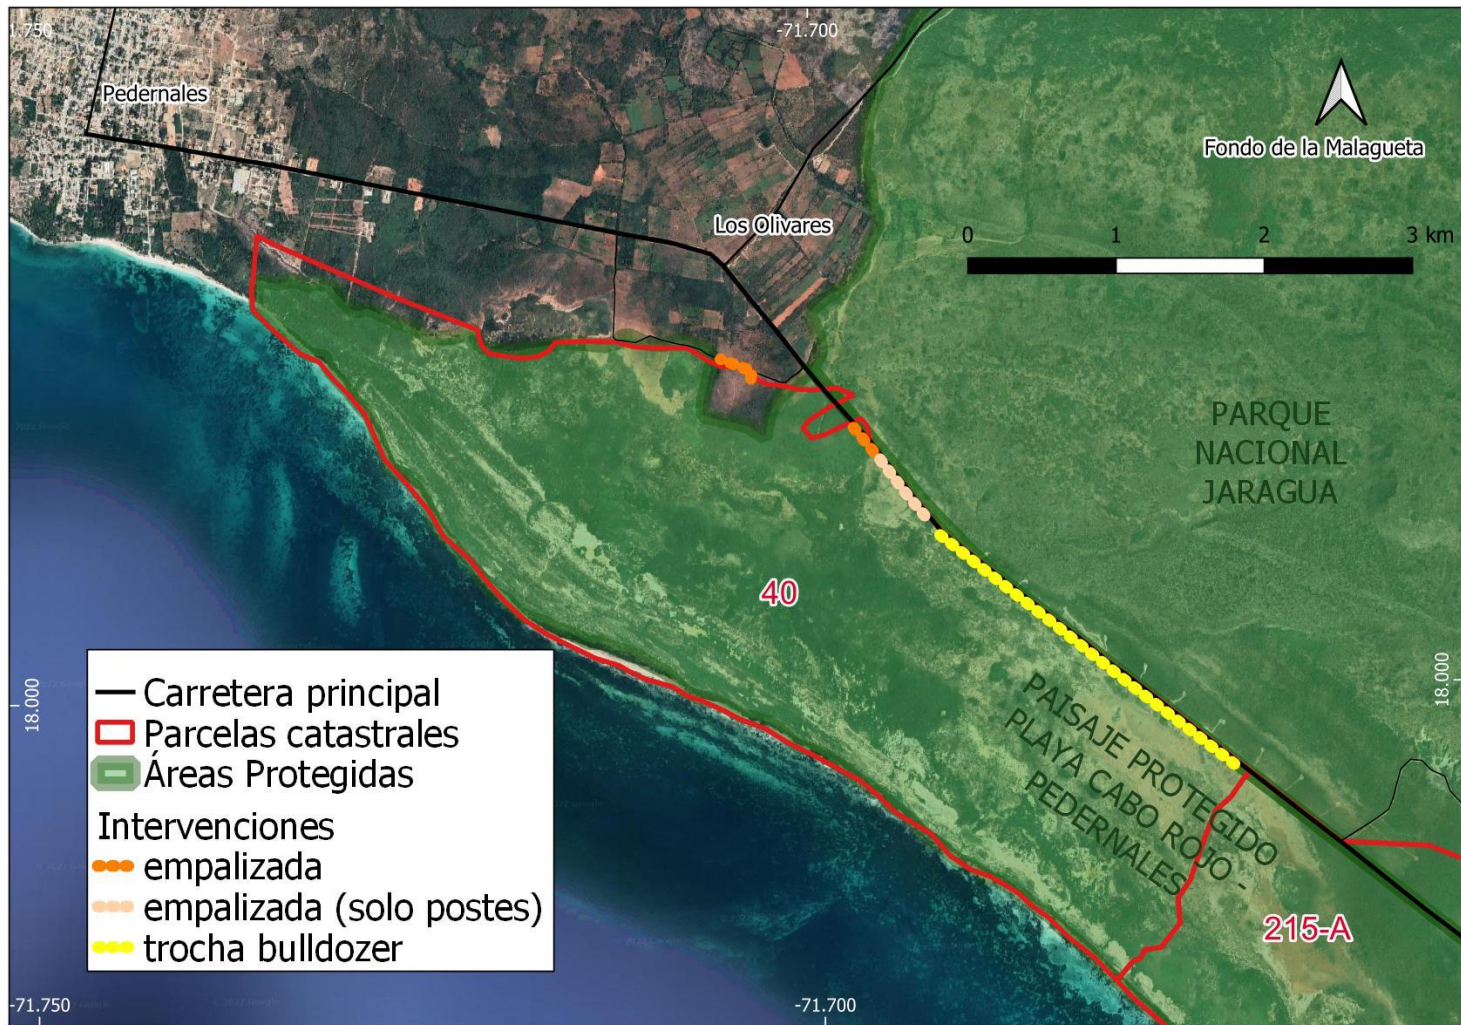 1.750
-71.700
Pedernales
Fondo de la Malagueta
Los Olivares
0 1 2 3 km
PARQUE
NACIONAL
JARAGUA
40
18.000
18.000
PAISAJE PROTEGIDO
PLAYA CABO ROJO -
PEDERNALES
215-A
Carretera principal
Parcelas catastrales
Áreas Protegidas
Intervenciones
empalizada
empalizada (solo postes)
trocha bulldozer
-71.750
-71.700